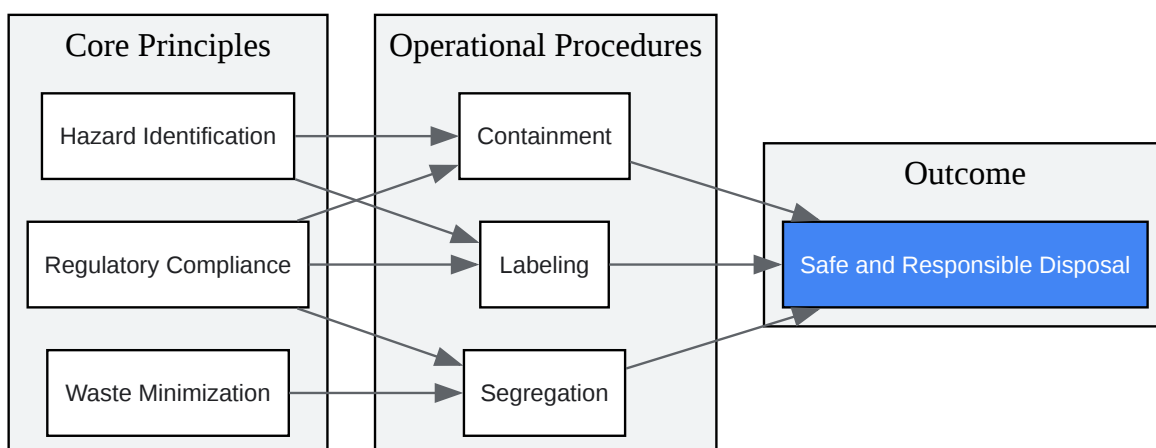 Core Principles
Hazard Identification
Regulatory Compliance
Waste Minimization
Operational Procedures
Containment
Labeling
Segregation
Outcome
Safe and Responsible Disposal